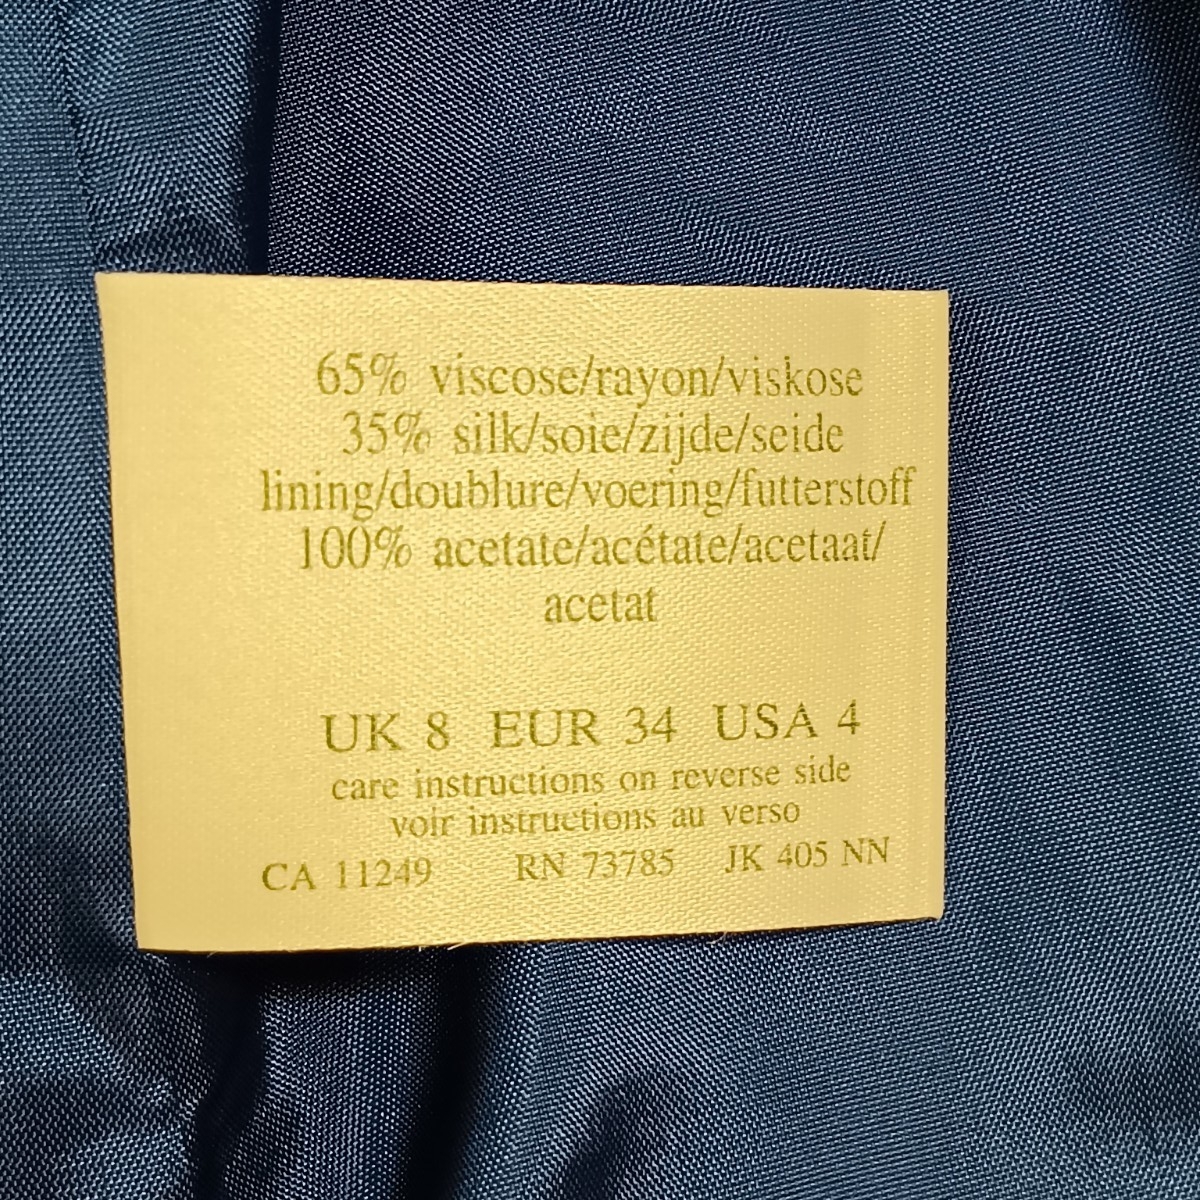 65% viscose/rayon/viskose
35% silk/soie/zijde/seide
lining/doublure/voering/futterstoff
100% acetate/acétate/acetaat/
acetat
UK 8 EUR 34 USA 4
care instructions on reverse side
voir instructions au verso
CA 11249 RN 73785 JK 405 NN